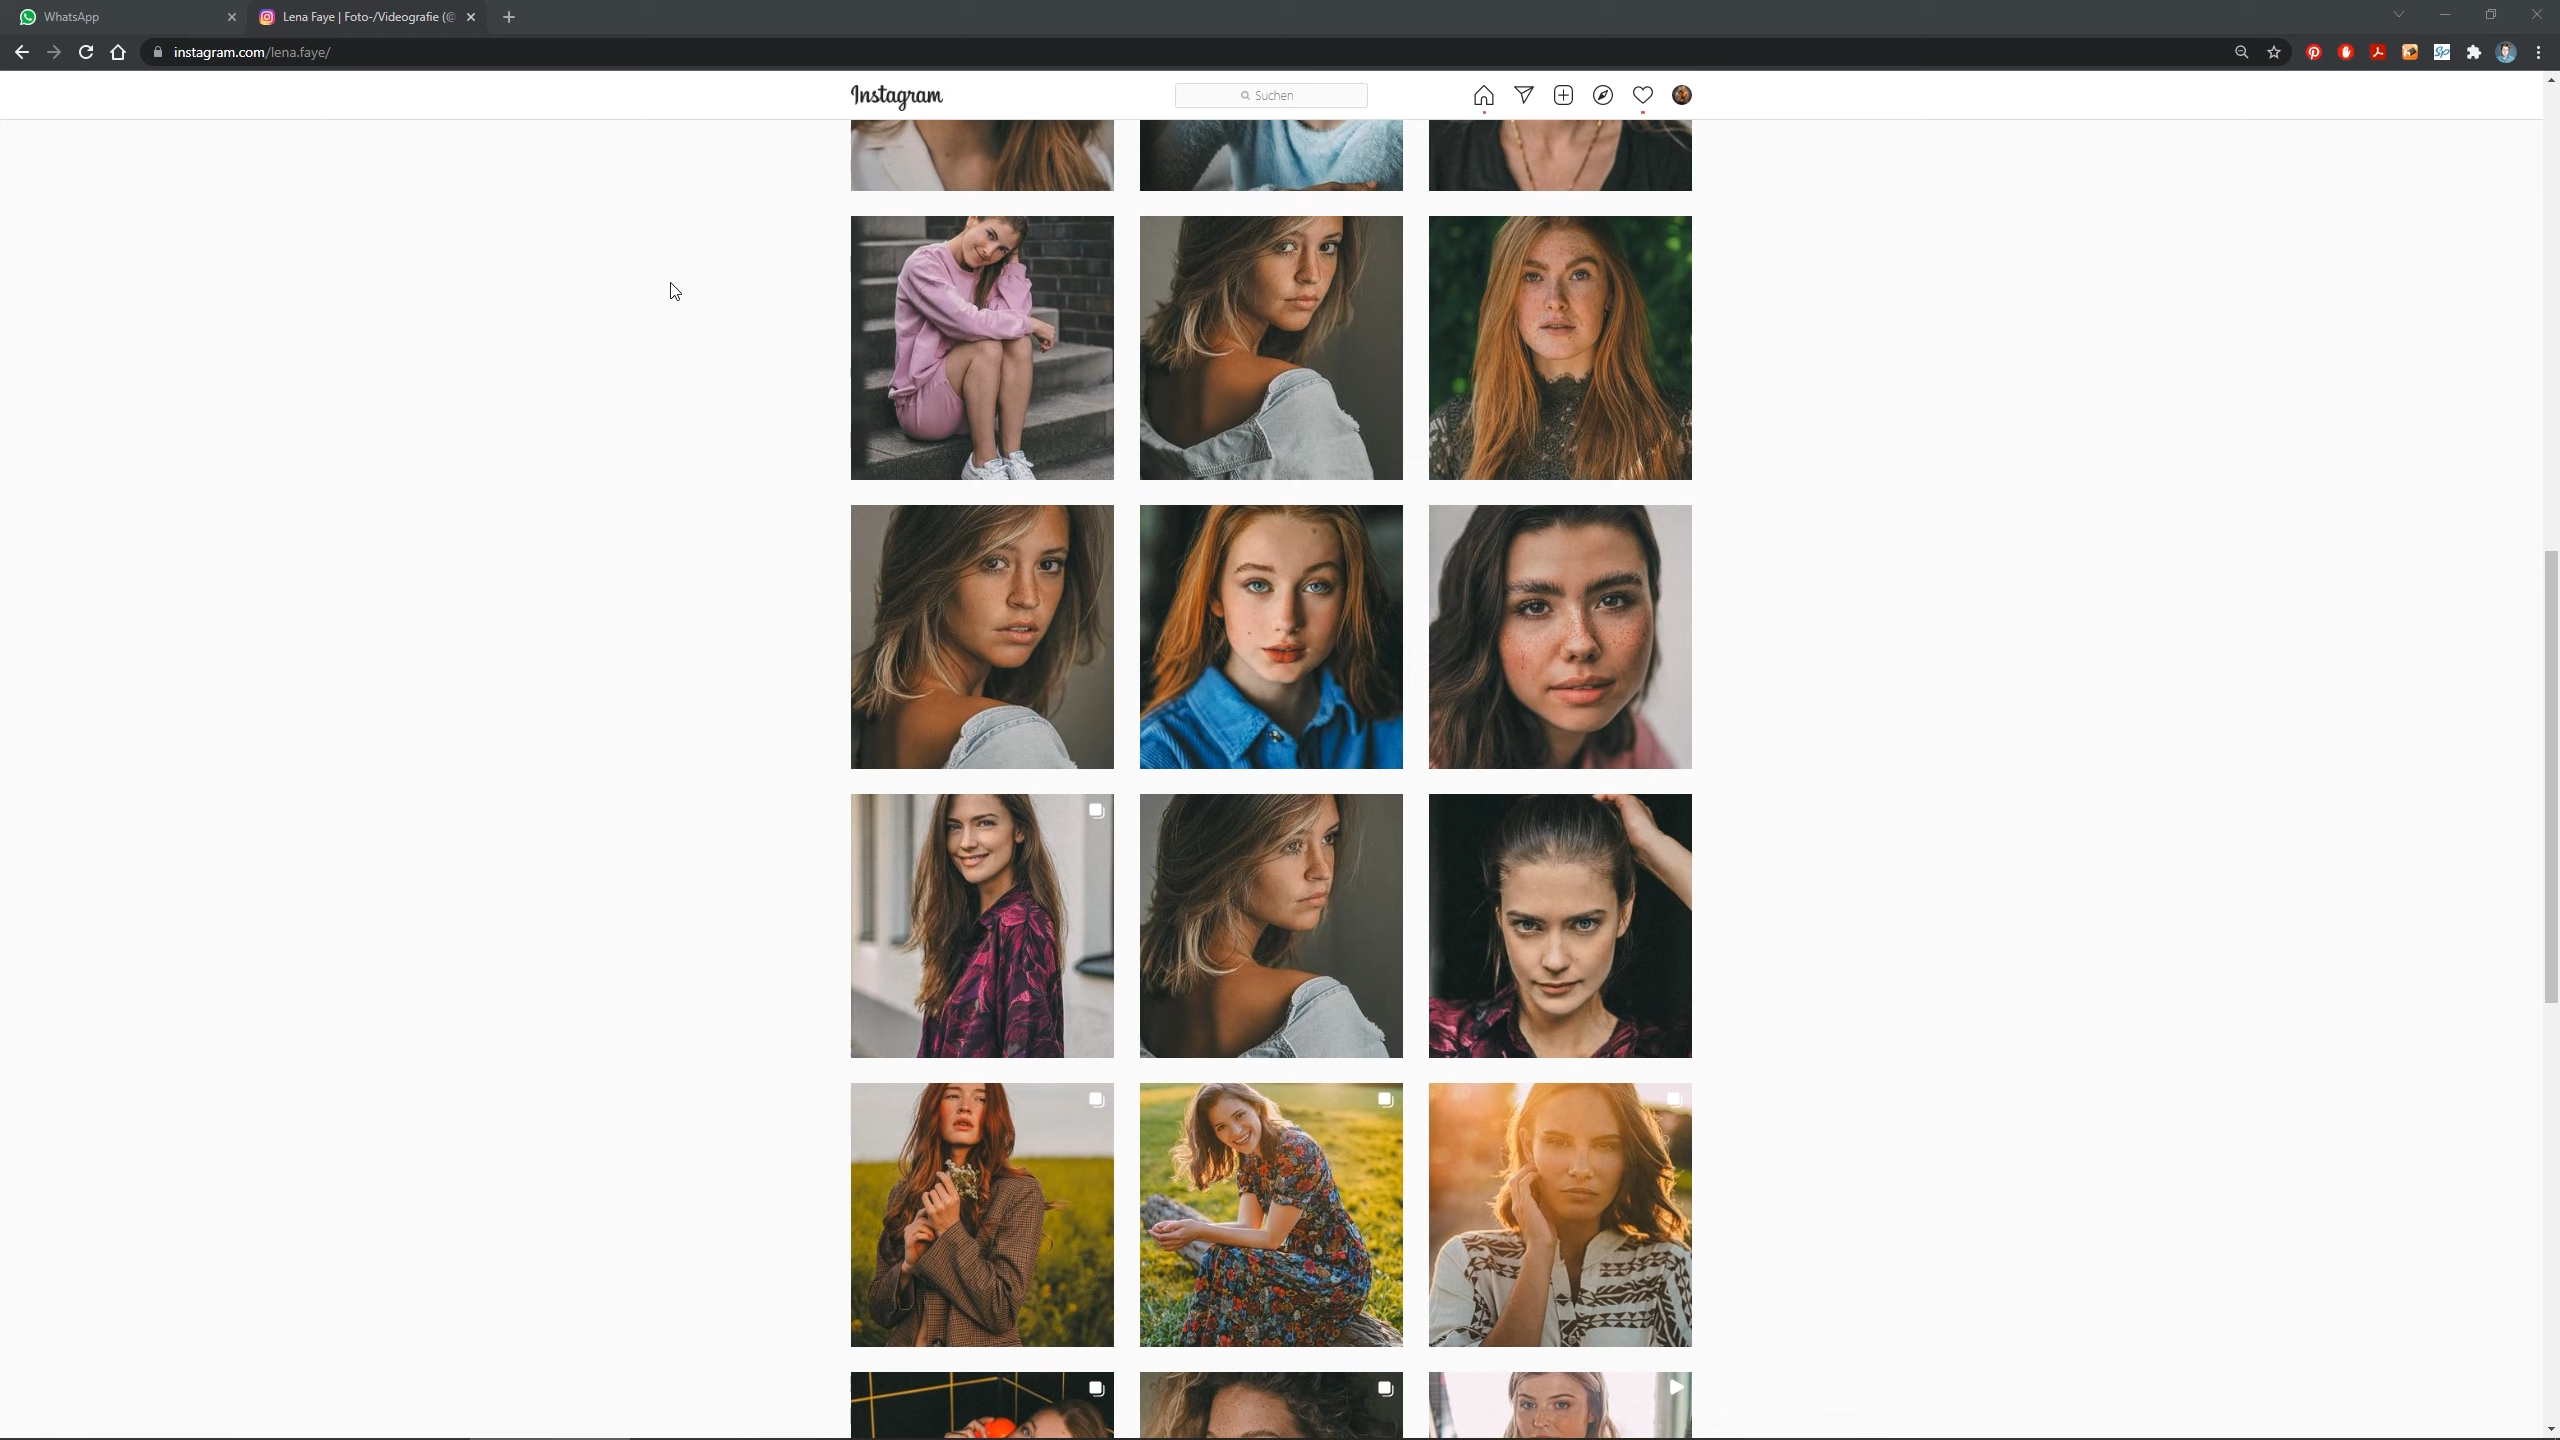 WhatsApp
Lena Faye | Foto-/Videografie (@
instagram.com/lena.faye/
Instagram
Suchen